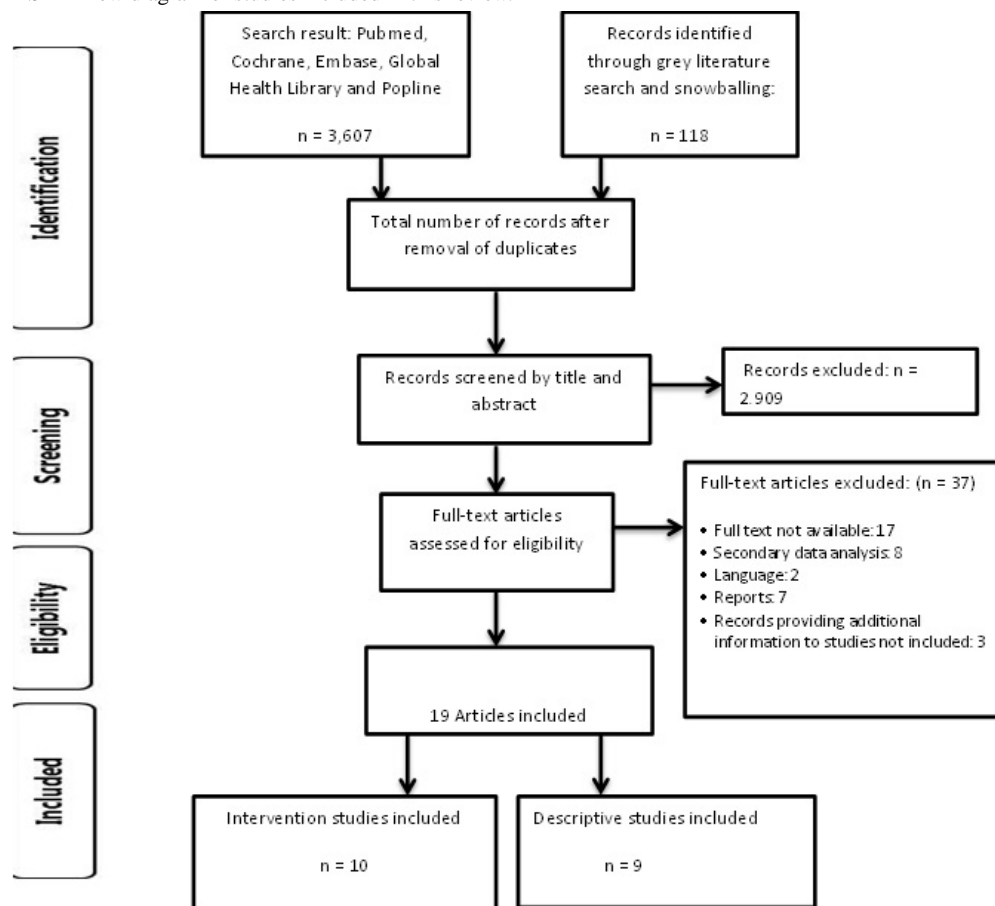 Search result: Pubmed,
Cochrane, Embase, Global
Health Library and Popline
n = 3,607
Records identified
through grey literature
search and snowballing:
n = 118
Identification
Total number of records after
removal of duplicates
Records screened by title and
abstract
Records excluded: n =
2.909
Screening
Full-text articles
assessed for eligibility
Full-text articles excluded: (n = 37)
• Full text not available: 17
• Secondary data analysis: 8
• Language: 2
• Reports: 7
• Records providing additional
information to studies not included: 3
Eligibility
19 Articles included
Included
Intervention studies included
n = 10
Descriptive studies included
n = 9